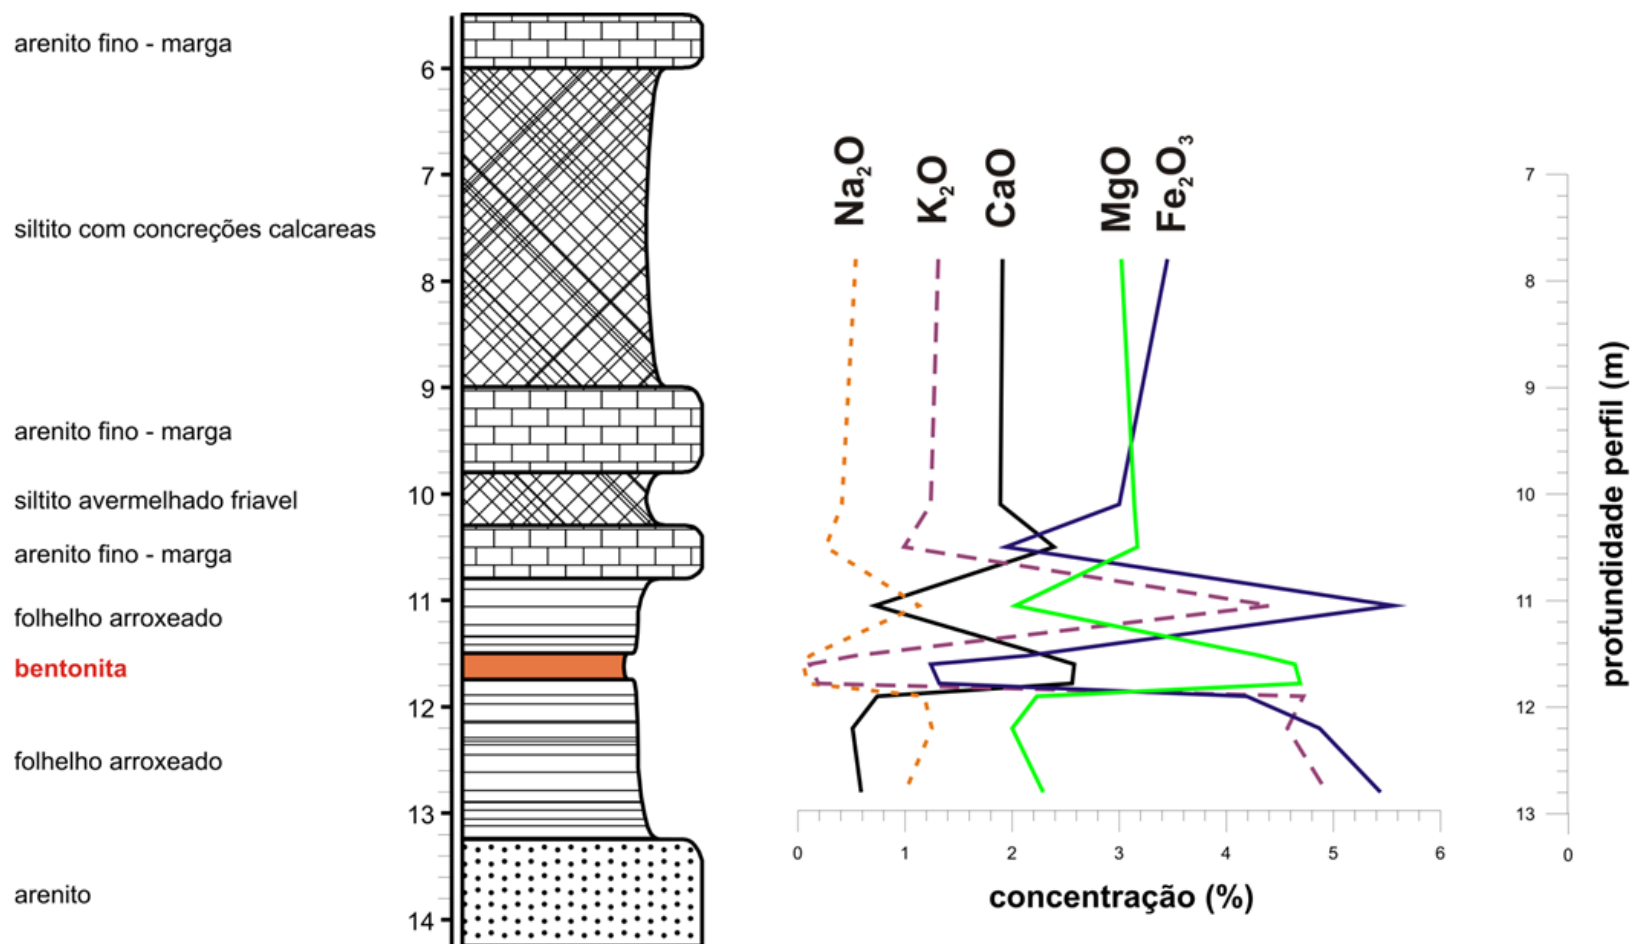 arenito fino - marga
siltito com concreções calcareas
arenito fino - marga
siltito avermelhado friavel
arenito fino - marga
folhelho arroxeado
bentonita
folhelho arroxeado
arenito
6
7
8
9
10
11
12
13
14
Na₂O
K₂O
CaO
MgO
Fe₂O₃
0 1 2 3 4 5 6
concentração (%)
7
8
9
10
11
12
13
0
profundidade perfil (m)